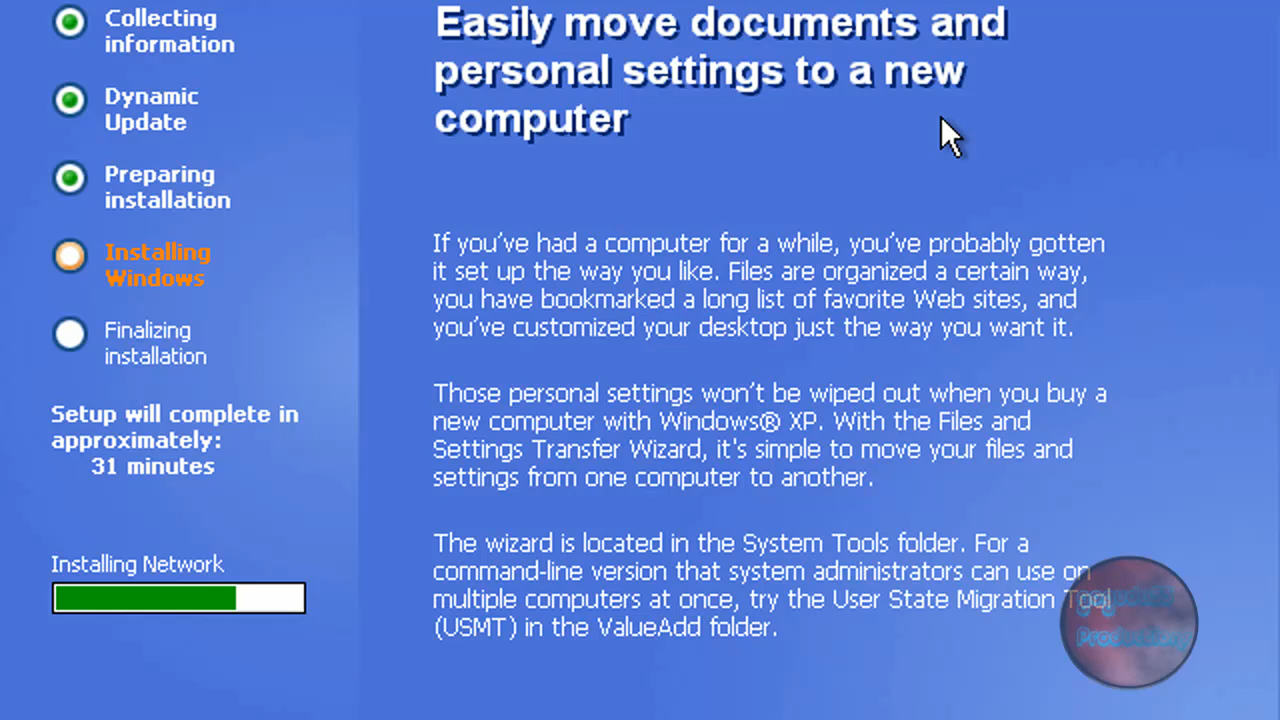 Collecting
information
Dynamic
Update
Preparing
installation
Installing
Windows
Finalizing
installation
Setup will complete in
approximately:
31 minutes
Installing Network
Easily move documents and
personal settings to a new
computer
If you've had a computer for a while, you've probably gotten
it set up the way you like. Files are organized a certain way,
you have bookmarked a long list of favorite Web sites, and
you've customized your desktop just the way you want it.
Those personal settings won't be wiped out when you buy a
new computer with Windows® XP. With the Files and
Settings Transfer Wizard, it's simple to move your files and
settings from one computer to another.
The wizard is located in the System Tools folder. For a
command-line version that system administrators can use on
multiple computers at once, try the User State Migration Tool
(USMT) in the ValueAdd folder.